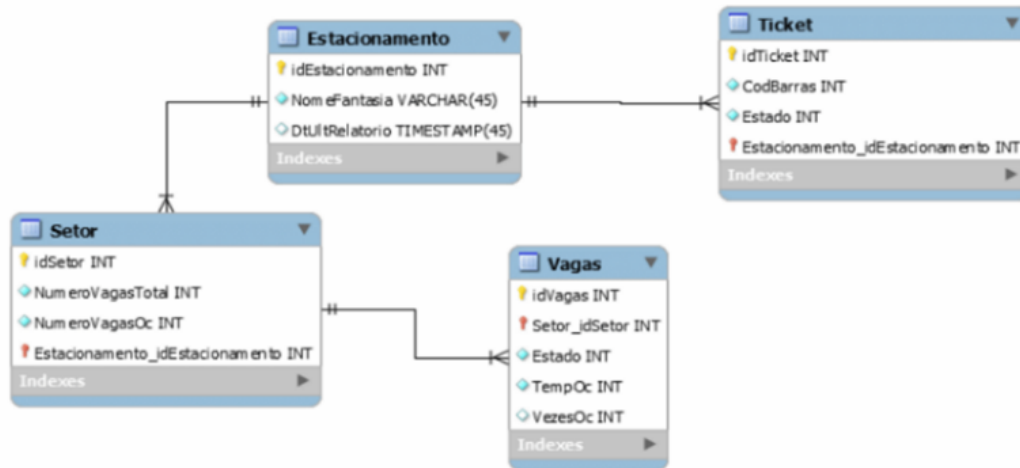 Estacionamento
idEstacionamento INT
NomeFantasia VARCHAR(45)
DtUltRelatorio TIMESTAMP(45)
Indexes
Ticket
idTicket INT
CodBarras INT
Estado INT
Estacionamento_idEstacionamento INT
Indexes
Setor
idSetor INT
NumeroVagasTotal INT
NumeroVagasOc INT
Estacionamento_idEstacionamento INT
Indexes
Vagas
idVagas INT
Setor_idSetor INT
Estado INT
TempOc INT
VezesOc INT
Indexes